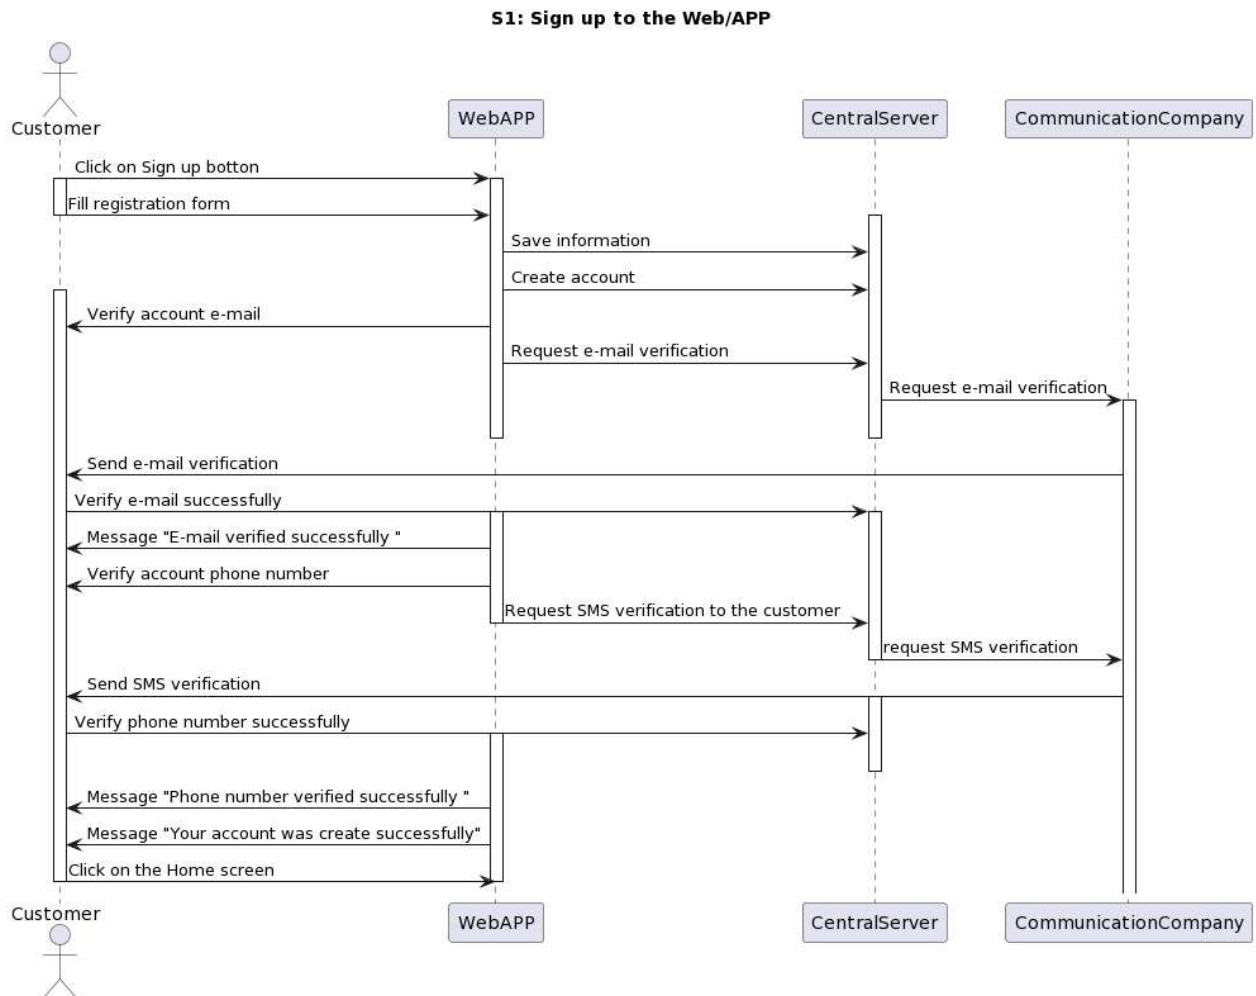 S1: Sign up to the Web/APP
Customer
WebAPP
CentralServer
CommunicationCompany
Click on Sign up botton
Fill registration form
Save information
Create account
Verify account e-mail
Request e-mail verification
Request e-mail verification
Send e-mail verification
Verify e-mail successfully
Message "E-mail verified successfully "
Verify account phone number
Request SMS verification to the customer
request SMS verification
Send SMS verification
Verify phone number successfully
Message "Phone number verified successfully "
Message "Your account was create successfully"
Click on the Home screen
Customer
WebAPP
CentralServer
CommunicationCompany